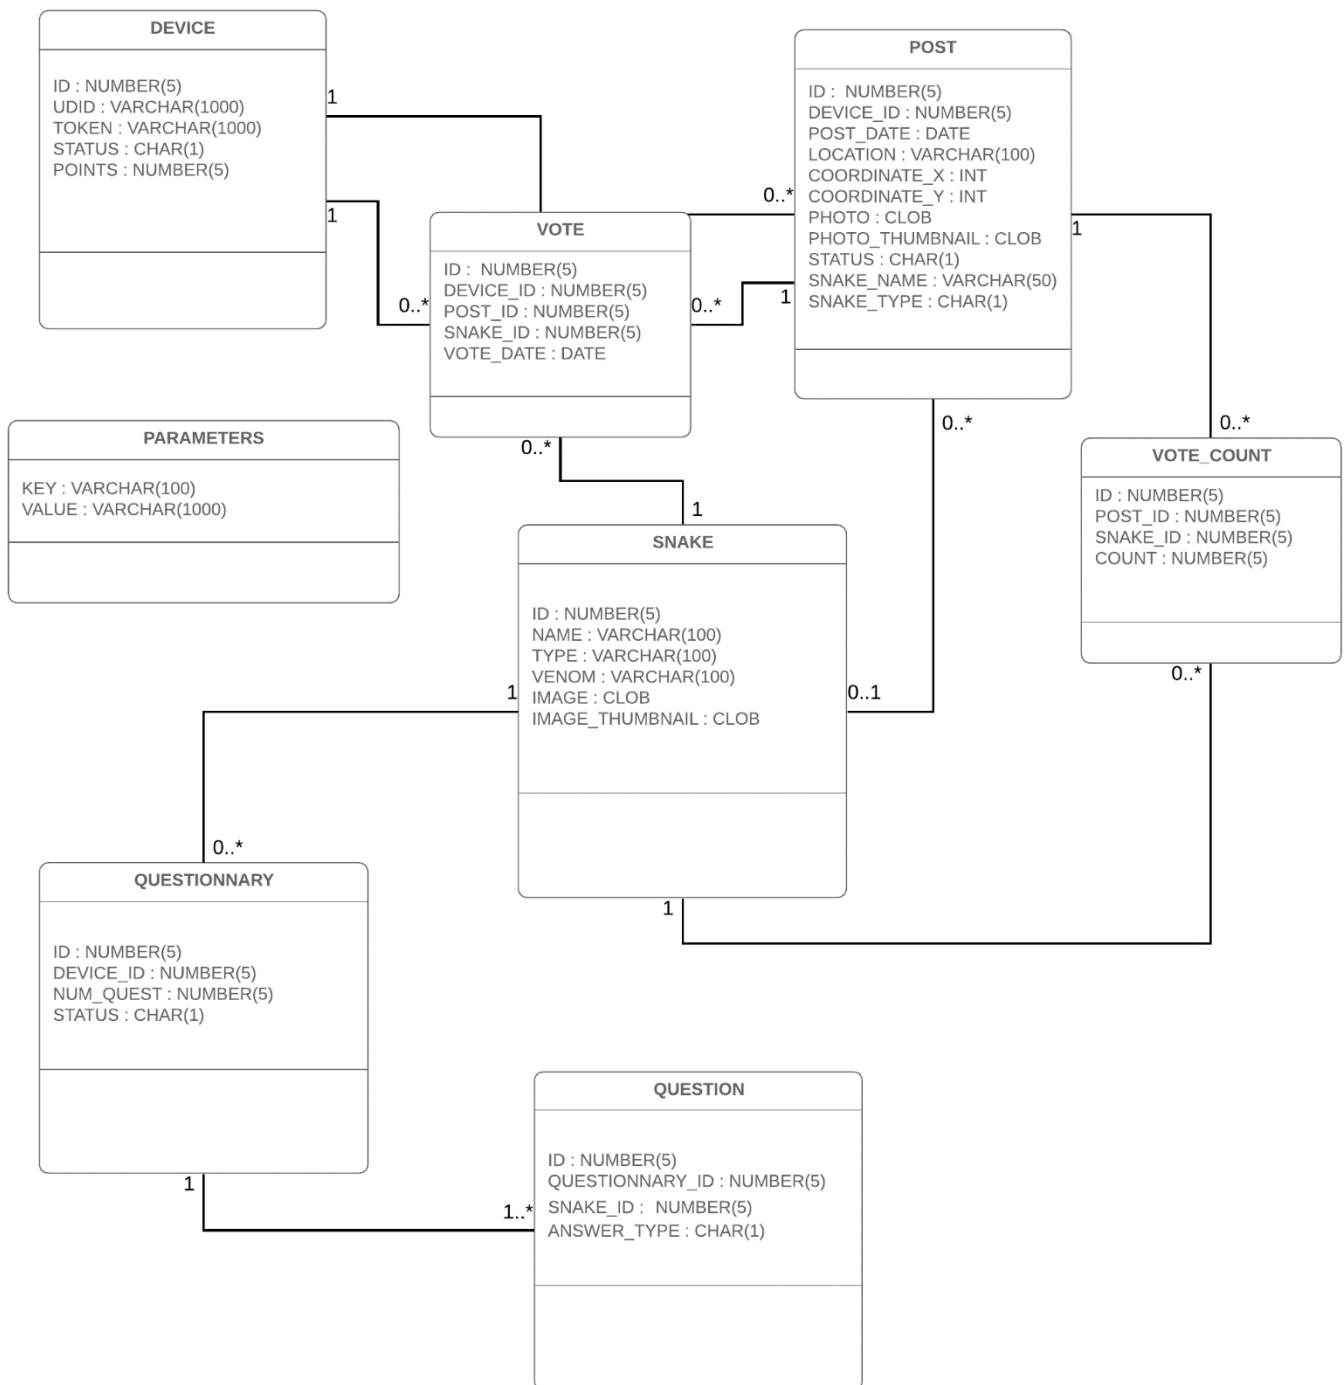 DEVICE
ID : NUMBER(5)
UDID : VARCHAR(1000)
TOKEN : VARCHAR(1000)
STATUS : CHAR(1)
POINTS : NUMBER(5)
1
1
POST
ID :  NUMBER(5)
DEVICE_ID : NUMBER(5)
POST_DATE : DATE
LOCATION : VARCHAR(100)
COORDINATE_X : INT
COORDINATE_Y : INT
PHOTO : CLOB
PHOTO_THUMBNAIL : CLOB
STATUS : CHAR(1)
SNAKE_NAME : VARCHAR(50)
SNAKE_TYPE : CHAR(1)
0..*
1
1
0..*
VOTE
ID :  NUMBER(5)
DEVICE_ID : NUMBER(5)
POST_ID : NUMBER(5)
SNAKE_ID : NUMBER(5)
VOTE_DATE : DATE
0..*
0..*
0..*
PARAMETERS
KEY : VARCHAR(100)
VALUE : VARCHAR(1000)
0..*
VOTE_COUNT
ID : NUMBER(5)
POST_ID : NUMBER(5)
SNAKE_ID : NUMBER(5)
COUNT : NUMBER(5)
0..*
1
SNAKE
ID : NUMBER(5)
NAME : VARCHAR(100)
TYPE : VARCHAR(100)
VENOM : VARCHAR(100)
IMAGE : CLOB
IMAGE_THUMBNAIL : CLOB
1
0..1
1
0..*
QUESTIONNARY
ID : NUMBER(5)
DEVICE_ID : NUMBER(5)
NUM_QUEST : NUMBER(5)
STATUS : CHAR(1)
1
1..*
QUESTION
ID : NUMBER(5)
QUESTIONNARY_ID : NUMBER(5)
SNAKE_ID :  NUMBER(5)
ANSWER_TYPE : CHAR(1)